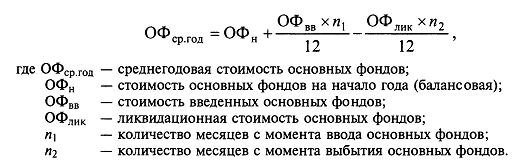 ОФср.год = ОФн + ОФвв × n1 / 12 − ОФлик × n2 / 12 ,
где ОФср.год — среднегодовая стоимость основных фондов;
ОФн — стоимость основных фондов на начало года (балансовая);
ОФвв — стоимость введенных основных фондов;
ОФлик — ликвидационная стоимость основных фондов;
n1 — количество месяцев с момента ввода основных фондов;
n2 — количество месяцев с момента выбытия основных фондов.